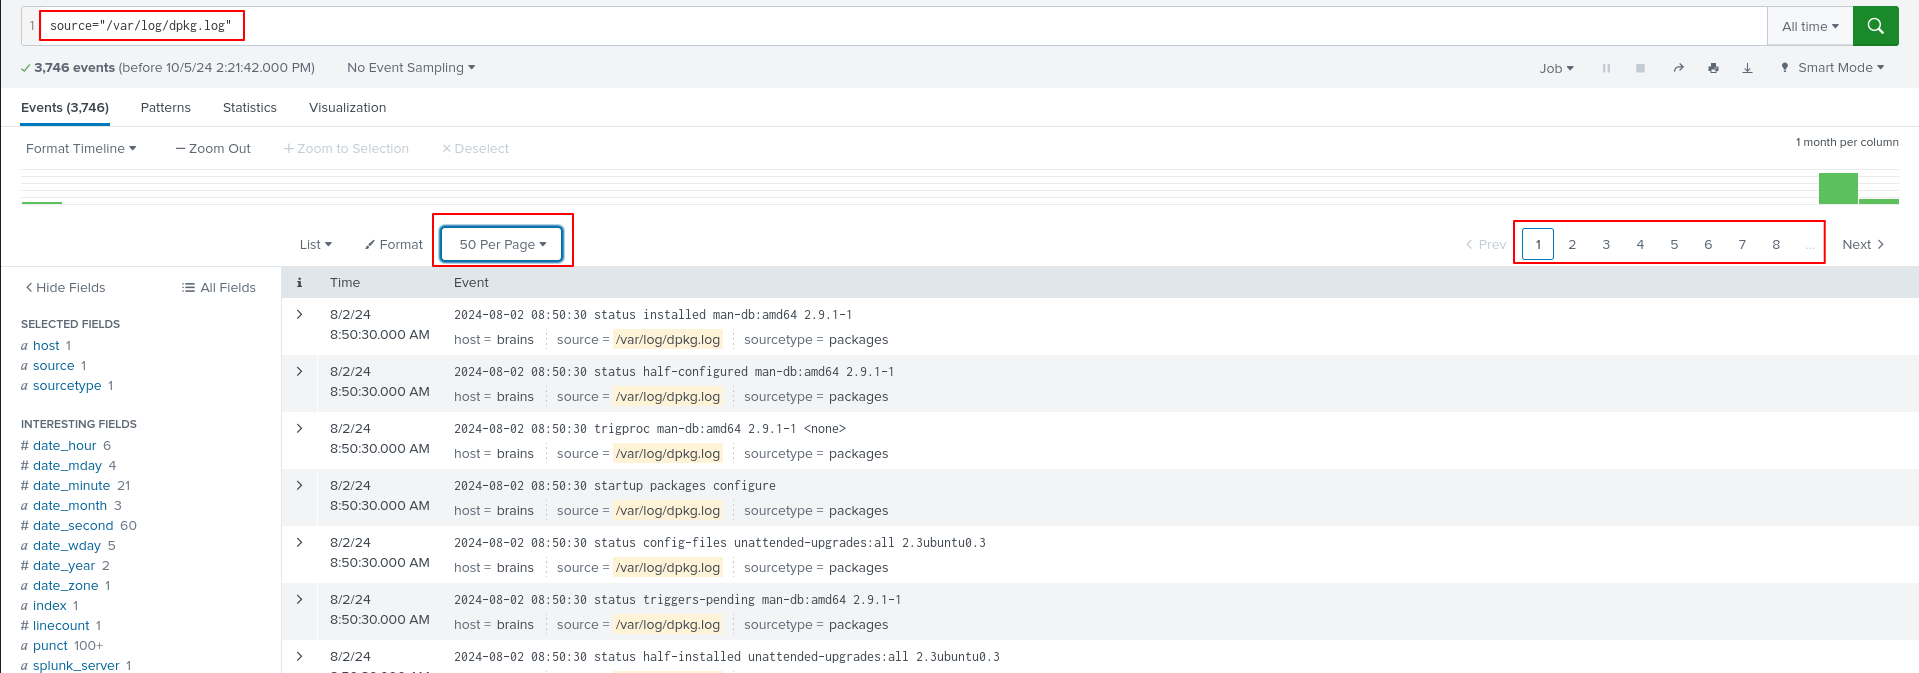 1 source="/var/log/dpkg.log" All time
3,746 events (before 10/5/24 2:21:42.000 PM) No Event Sampling Job Smart Mode
Events (3,746) Patterns Statistics Visualization
Format Timeline Zoom Out Zoom to Selection Deselect 1 month per column
List Format 50 Per Page Prev 1 2 3 4 5 6 7 8 ... Next
Hide Fields All Fields
SELECTED FIELDS
a host 1
a source 1
a sourcetype 1
INTERESTING FIELDS
# date_hour 6
# date_mday 4
# date_minute 21
a date_month 3
# date_second 60
a date_wday 5
# date_year 2
a date_zone 1
a index 1
# linecount 1
a punct 100+
a splunk_server 1
i Time Event
8/2/24 2024-08-02 08:50:30 status installed man-db:amd64 2.9.1-1
8:50:30.000 AM host = brains source = /var/log/dpkg.log sourcetype = packages
8/2/24 2024-08-02 08:50:30 status half-configured man-db:amd64 2.9.1-1
8:50:30.000 AM host = brains source = /var/log/dpkg.log sourcetype = packages
8/2/24 2024-08-02 08:50:30 trigproc man-db:amd64 2.9.1-1 <none>
8:50:30.000 AM host = brains source = /var/log/dpkg.log sourcetype = packages
8/2/24 2024-08-02 08:50:30 startup packages configure
8:50:30.000 AM host = brains source = /var/log/dpkg.log sourcetype = packages
8/2/24 2024-08-02 08:50:30 status config-files unattended-upgrades:all 2.3ubuntu0.3
8:50:30.000 AM host = brains source = /var/log/dpkg.log sourcetype = packages
8/2/24 2024-08-02 08:50:30 status triggers-pending man-db:amd64 2.9.1-1
8:50:30.000 AM host = brains source = /var/log/dpkg.log sourcetype = packages
8/2/24 2024-08-02 08:50:30 status half-installed unattended-upgrades:all 2.3ubuntu0.3